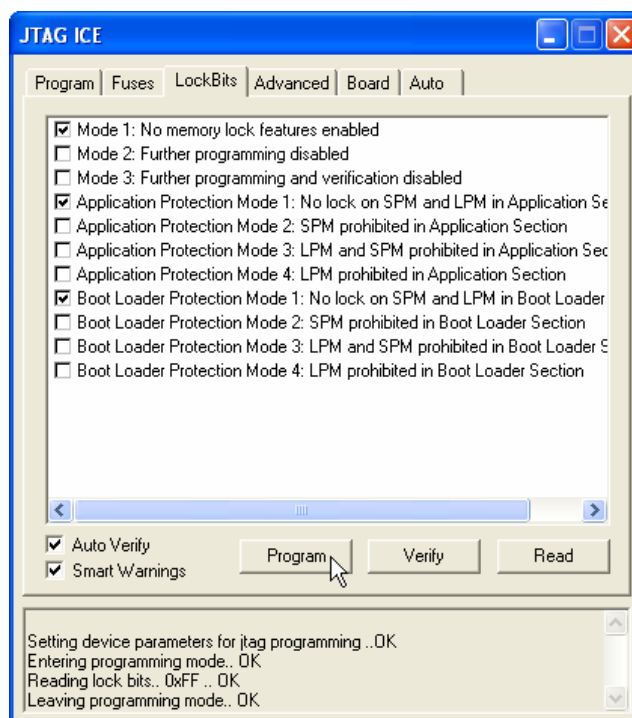 JTAG ICE
Program Fuses LockBits Advanced Board Auto
Mode 1: No memory lock features enabled
Mode 2: Further programming disabled
Mode 3: Further programming and verification disabled
Application Protection Mode 1: No lock on SPM and LPM in Application Se
Application Protection Mode 2: SPM prohibited in Application Section
Application Protection Mode 3: LPM and SPM prohibited in Application Sec
Application Protection Mode 4: LPM prohibited in Application Section
Boot Loader Protection Mode 1: No lock on SPM and LPM in Boot Loader
Boot Loader Protection Mode 2: SPM prohibited in Boot Loader Section
Boot Loader Protection Mode 3: LPM and SPM prohibited in Boot Loader S
Boot Loader Protection Mode 4: LPM prohibited in Boot Loader Section
Auto Verify
Smart Warnings
Program Verify Read
Setting device parameters for jtag programming ..OK
Entering programming mode.. OK
Reading lock bits.. 0xFF .. OK
Leaving programming mode.. OK